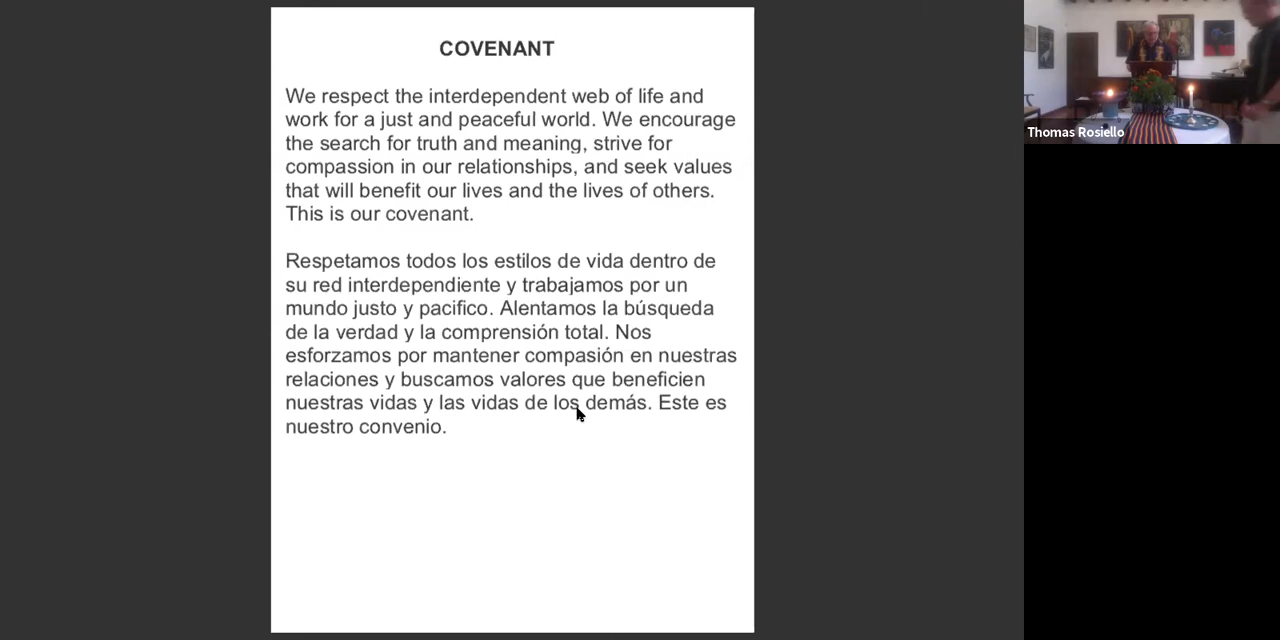 COVENANT
We respect the interdependent web of life and
work for a just and peaceful world. We encourage
the search for truth and meaning, strive for
compassion in our relationships, and seek values
that will benefit our lives and the lives of others.
This is our covenant.
Respetamos todos los estilos de vida dentro de
su red interdependiente y trabajamos por un
mundo justo y pacifico. Alentamos la búsqueda
de la verdad y la comprensión total. Nos
esforzamos por mantener compasión en nuestras
relaciones y buscamos valores que beneficien
nuestras vidas y las vidas de los demás. Este es
nuestro convenio.
Thomas Rosiello